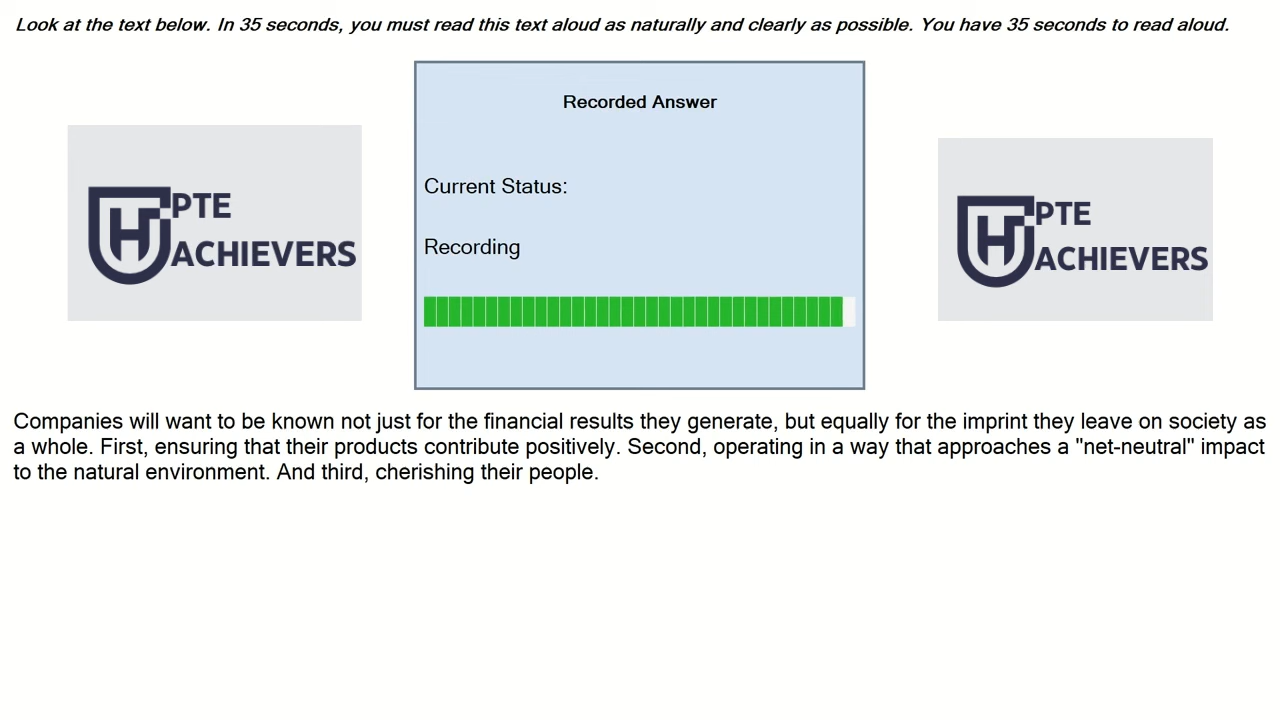 Look at the text below. In 35 seconds, you must read this text aloud as naturally and clearly as possible. You have 35 seconds to read aloud.
Recorded Answer
Current Status:
Recording
PTE
ACHIEVERS
PTE
ACHIEVERS
Companies will want to be known not just for the financial results they generate, but equally for the imprint they leave on society as
a whole. First, ensuring that their products contribute positively. Second, operating in a way that approaches a "net-neutral" impact
to the natural environment. And third, cherishing their people.